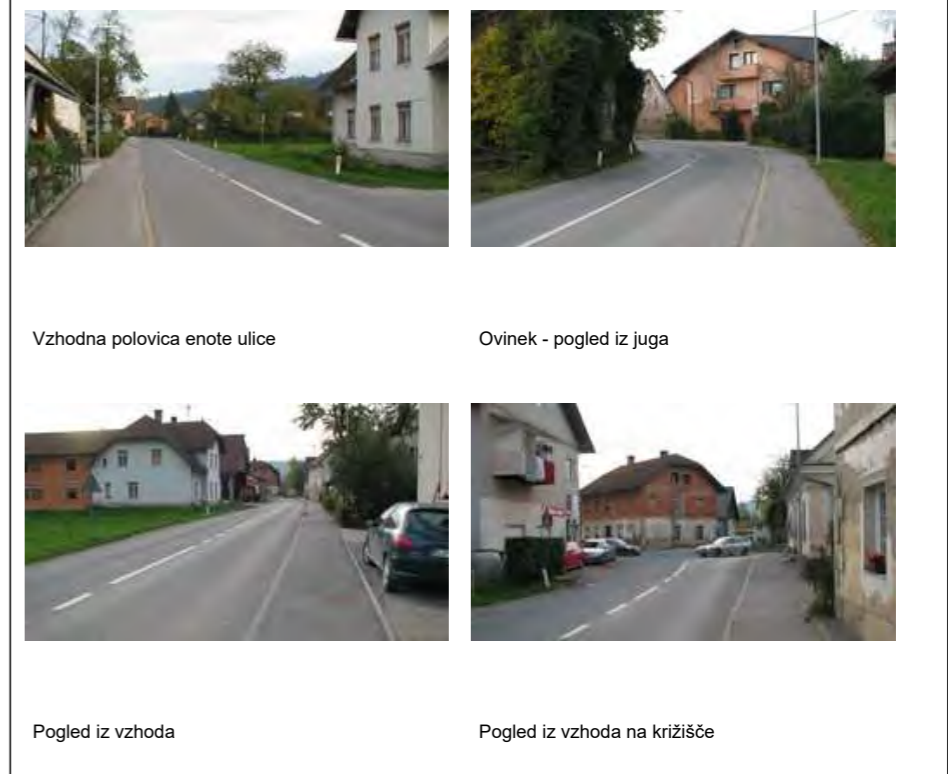 Vzhodna polovica enote ulice
Ovinek - pogled iz juga
Pogled iz vzhoda
Pogled iz vzhoda na križišče